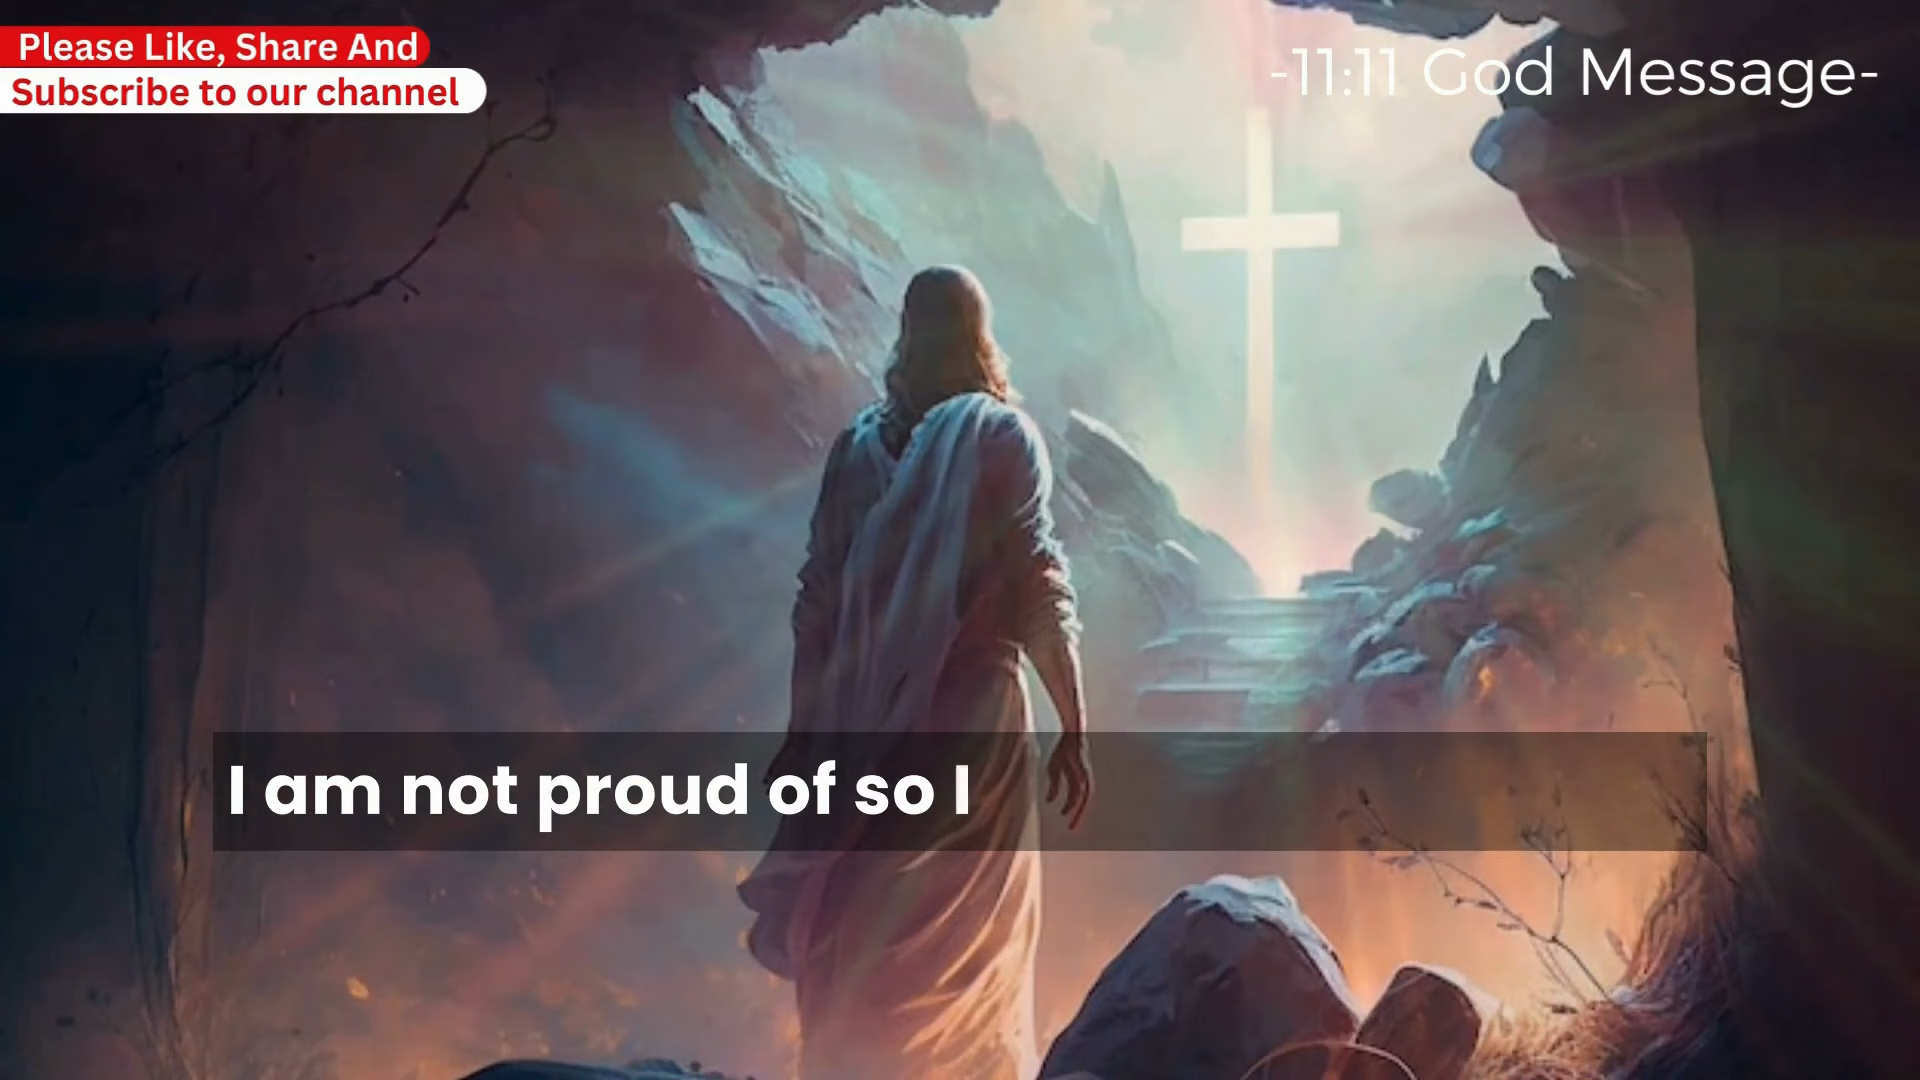 Please Like, Share And
Subscribe to our channel
-11:11 God Message-
I am not proud of so I